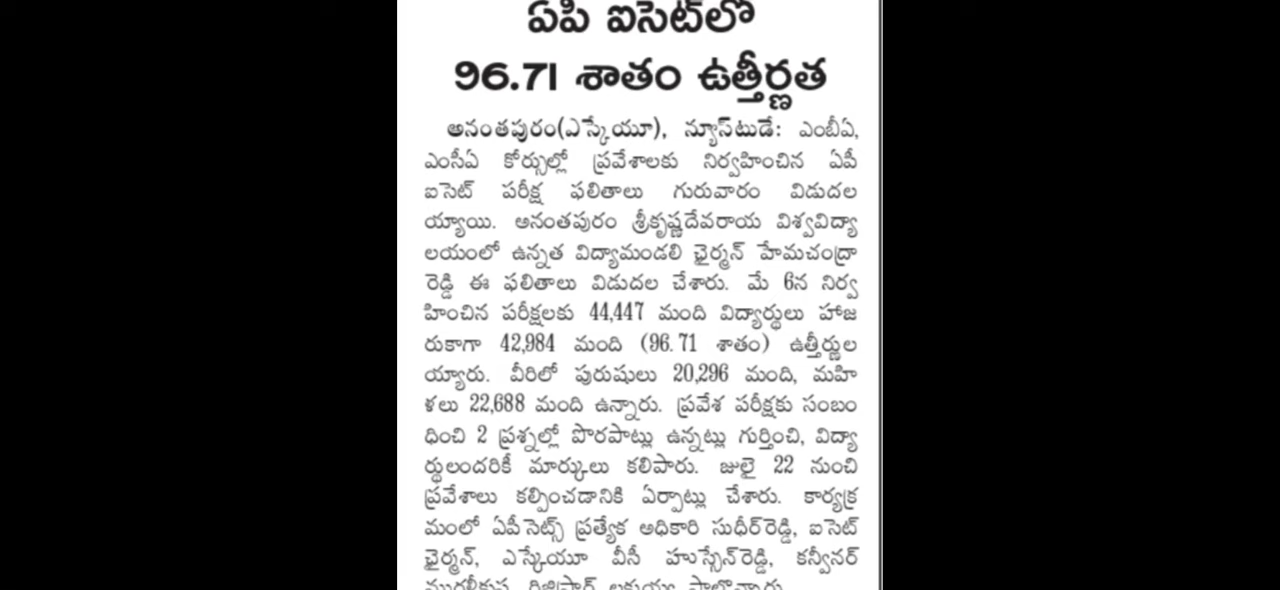 ఏపీ ఐసెట్‌లో
96.71 శాతం ఉత్తీర్ణత
అనంతపురం(ఎస్కేయూ), న్యూస్‌టుడే: ఎంబీఏ,
ఎంసీఏ కోర్సుల్లో ప్రవేశాలకు నిర్వహించిన ఏపీ
ఐసెట్ పరీక్ష ఫలితాలు గురువారం విడుదల
య్యాయి. అనంతపురం శ్రీకృష్ణదేవరాయ విశ్వవిద్యా
లయంలో ఉన్నత విద్యామండలి ఛైర్మన్ హేమచంద్రా
రెడ్డి ఈ ఫలితాలు విడుదల చేశారు. మే 6న నిర్వ
హించిన పరీక్షలకు 44,447 మంది విద్యార్థులు హాజ
రుకాగా 42,984 మంది (96.71 శాతం) ఉత్తీర్ణుల
య్యారు. వీరిలో పురుషులు 20,296 మంది, మహి
ళలు 22,688 మంది ఉన్నారు. ప్రవేశ పరీక్షకు సంబం
ధించి 2 ప్రశ్నల్లో పొరపాట్లు ఉన్నట్లు గుర్తించి, విద్యా
ర్థులందరికీ మార్కులు కలిపారు. జులై 22 నుంచి
ప్రవేశాలు కల్పించడానికి ఏర్పాట్లు చేశారు. కార్యక్ర
మంలో ఏపీసెట్స్ ప్రత్యేక అధికారి సుధీర్‌రెడ్డి, ఐసెట్
ఛైర్మన్, ఎస్కేయూ వీసీ హుస్సేన్‌రెడ్డి, కన్వీనర్